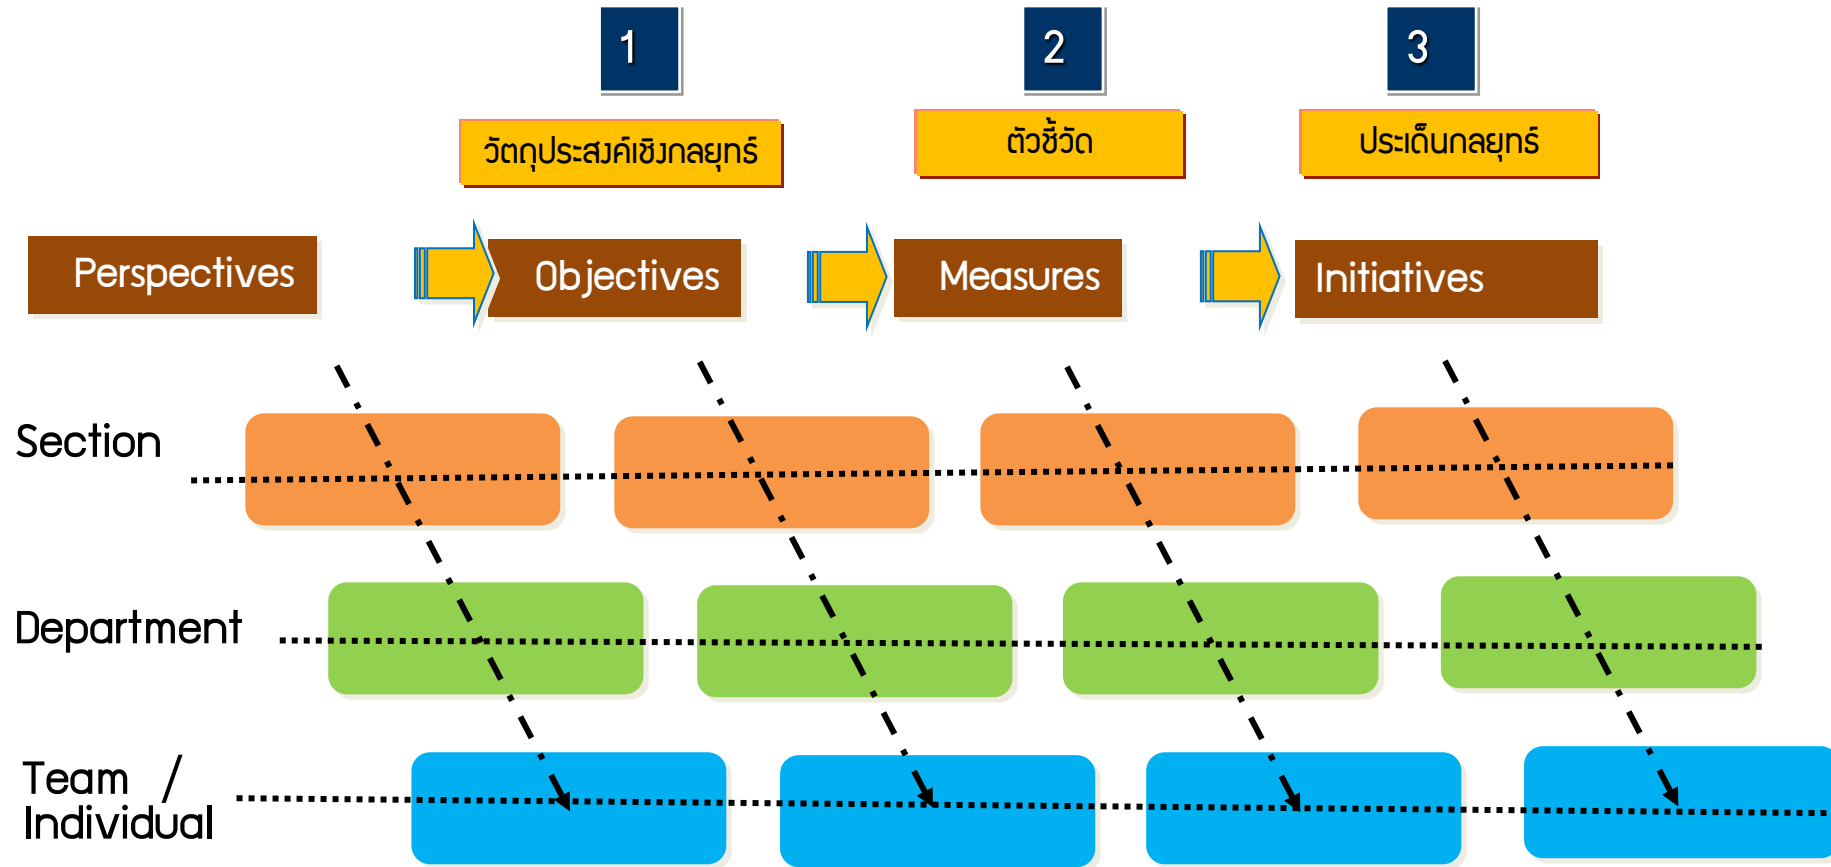 1
2
3
วัตถุประสงค์เชิงกลยุทธ์
ตัวชี้วัด
ประเด็นกลยุทธ์
Perspectives
Objectives
Measures
Initiatives
Section
Department
Team /
Individual